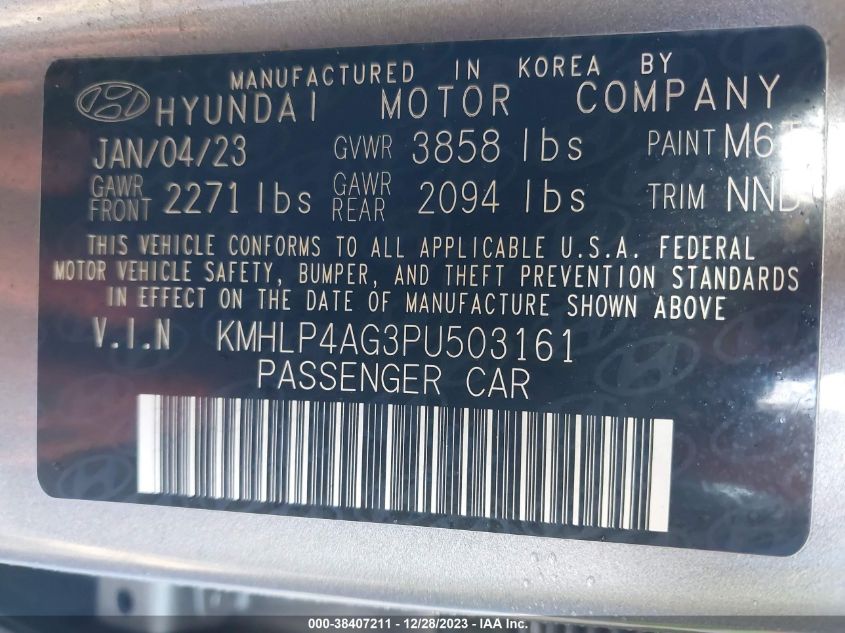 MANUFACTURED IN KOREA BY
HYUNDAI MOTOR COMPANY
JAN/04/23 GVWR 3858 lbs PAINT
GAWR FRONT 2271 lbs GAWR REAR 2094 lbs TRIM
THIS VEHICLE CONFORMS TO ALL APPLICABLE U.S.A. FEDERAL
MOTOR VEHICLE SAFETY, BUMPER, AND THEFT PREVENTION STANDARDS
IN EFFECT ON THE DATE OF MANUFACTURE SHOWN ABOVE
V.I.N KMHLP4AG3PU503161
PASSENGER CAR
000-38407211 - 12/28/2023 - IAA Inc.